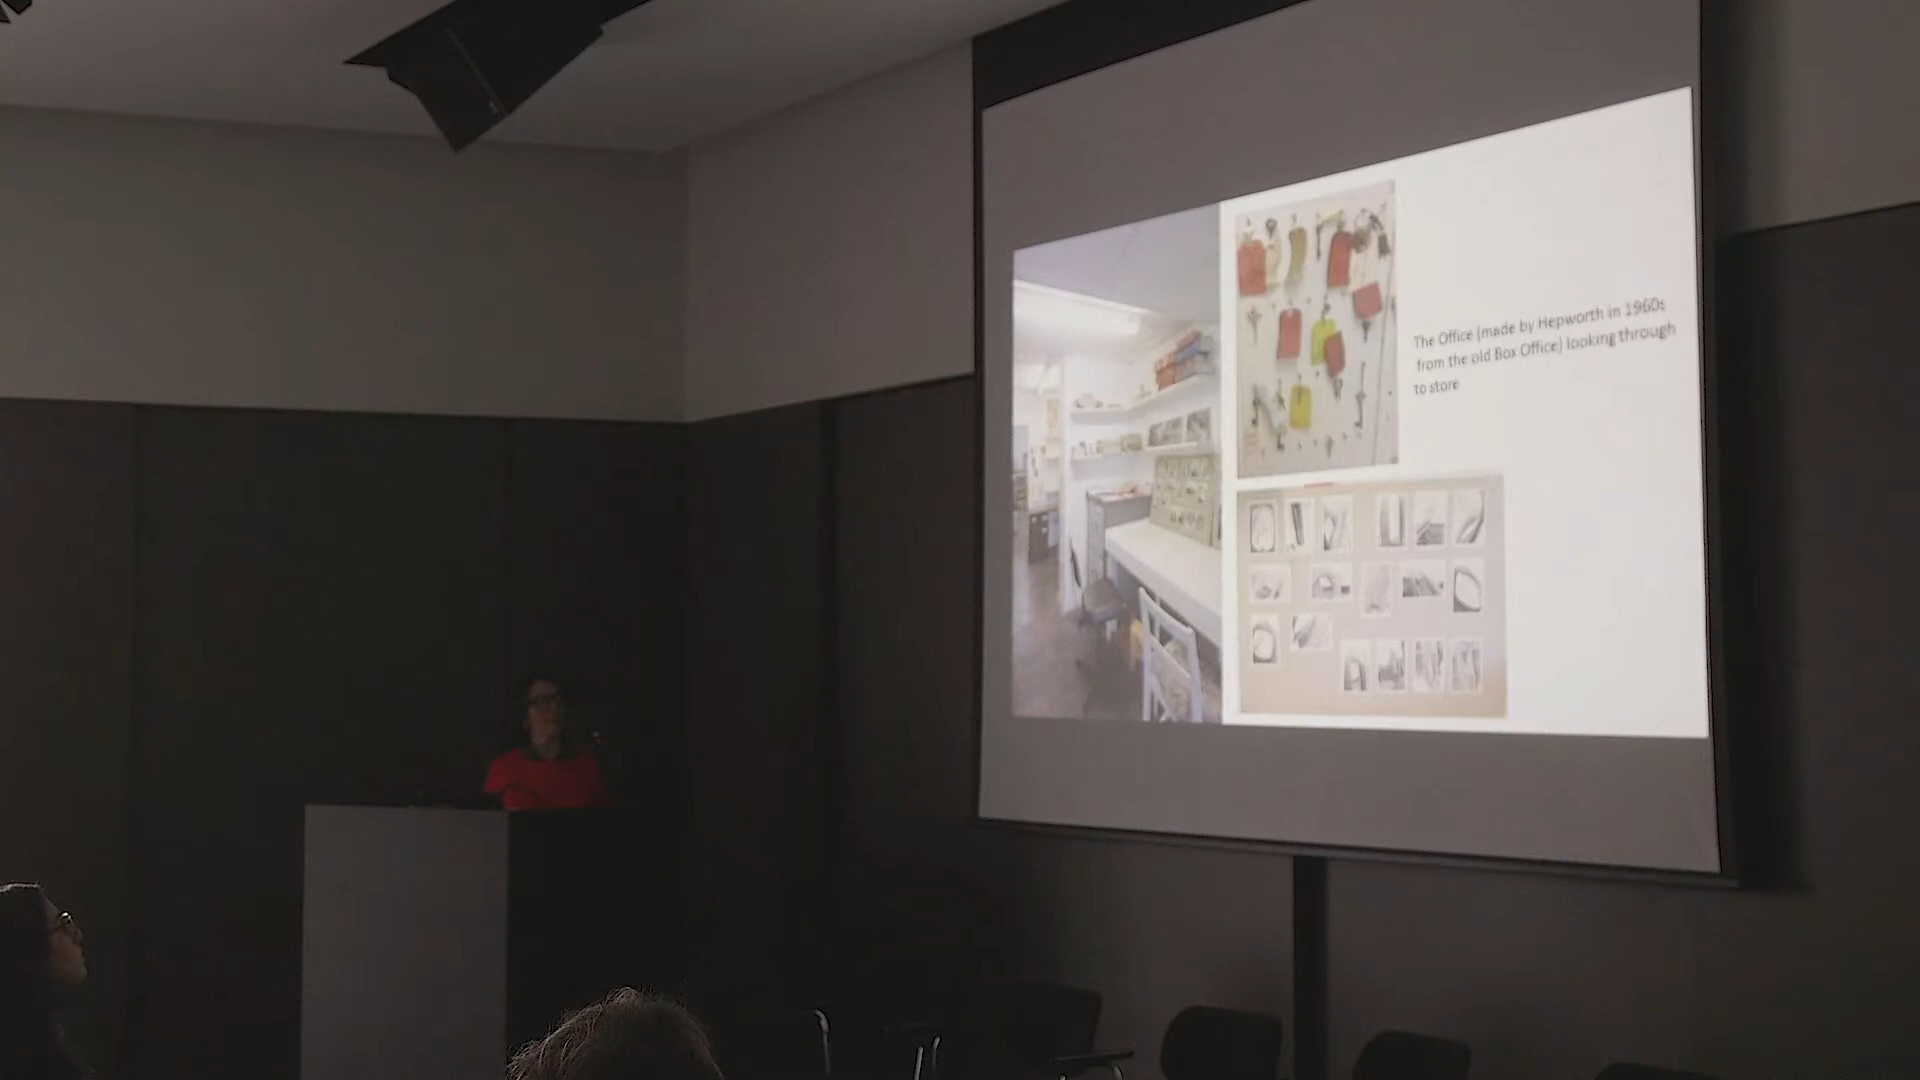 The Office (made by Hepworth in 1960s
from the old Box Office) looking through
to store